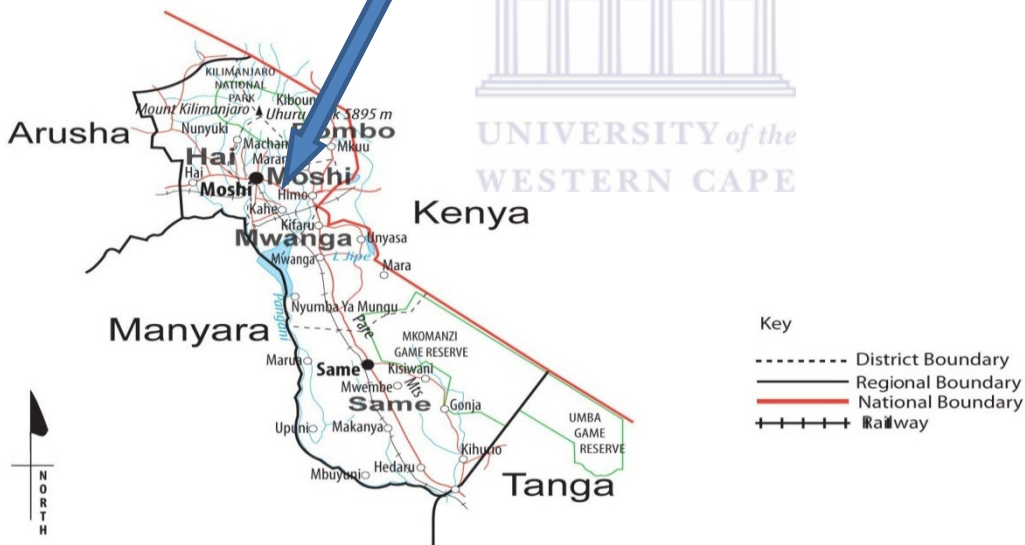 KILIMANJARO
NATIONAL
PARK
Mount Kilimanjaro
Uhuru
5895 m
Nunyuki
Arusha
Mkuu
Hai
Hai
Moshi
Moshi
Himo
Kahe
Kifaru
Kenya
Mwanga
Unyasa
Mwanga
L Jipe
Mara
Nyumba Ya Mungu
Pangani
Manyara
Pare
Mts
MKOMANZI
GAME RESERVE
Marua
Same
Kisiwani
Mwembe
Same
Gonja
UMBA
GAME
RESERVE
Upuni
Makanya
Kihurio
Hedaru
Mbuyuni
Tanga
NORTH
UNIVERSITY of the
WESTERN CAPE
Key
District Boundary
Regional Boundary
National Boundary
Railway